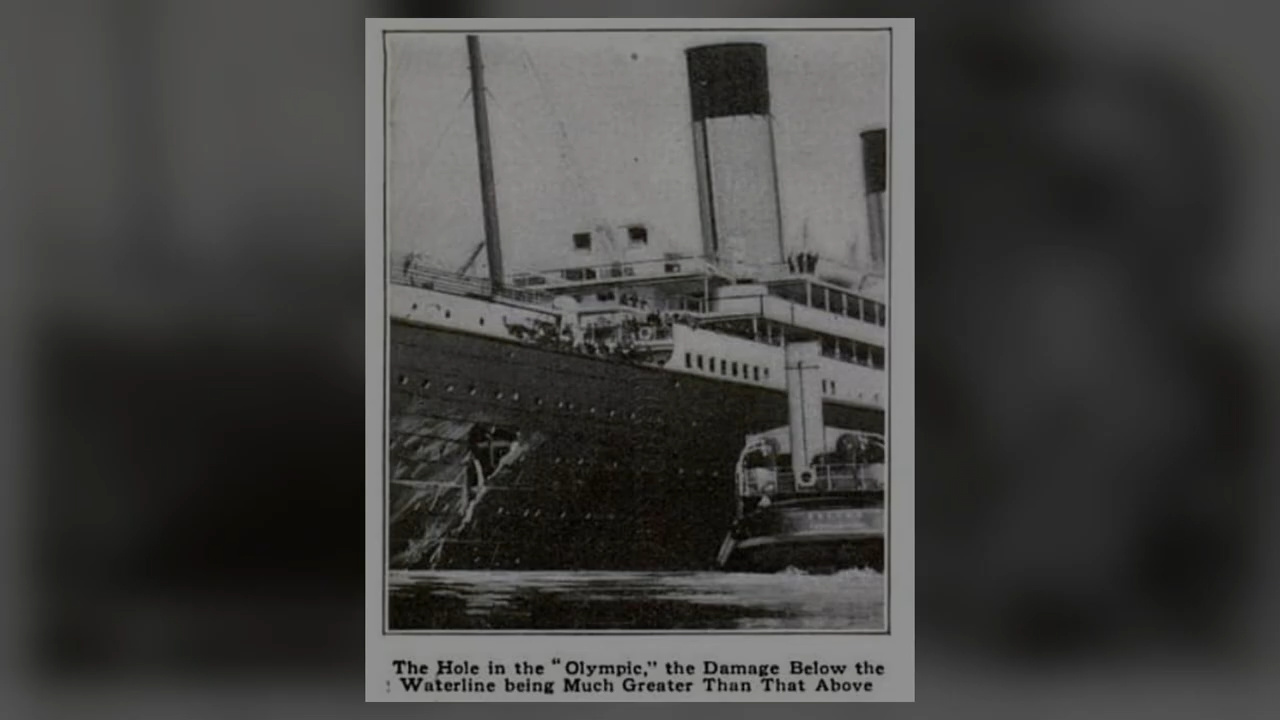 The Hole in the "Olympic," the Damage Below the
Waterline being Much Greater Than That Above